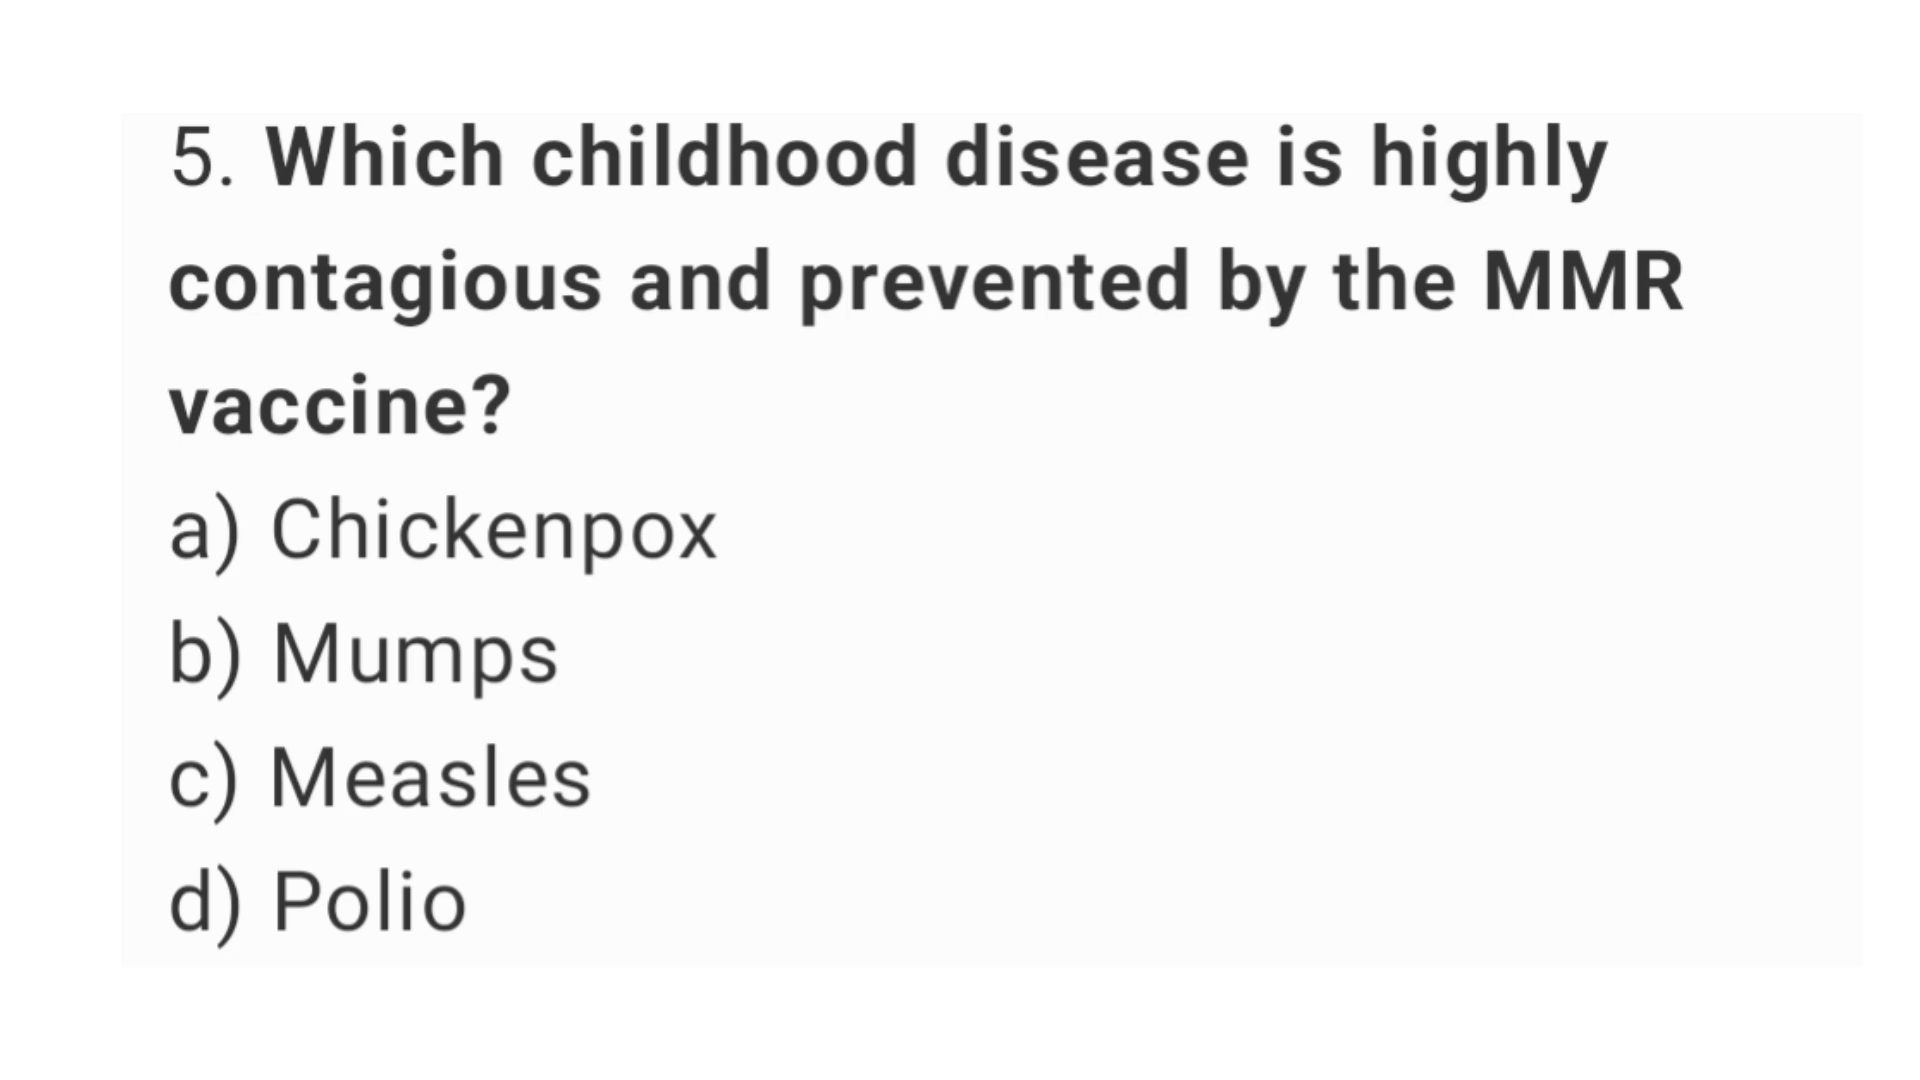 5. Which childhood disease is highly
contagious and prevented by the MMR
vaccine?
a) Chickenpox
b) Mumps
c) Measles
d) Polio